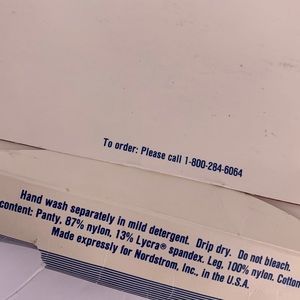 To order: Please call 1-800-284-6064
Hand wash separately in mild detergent. Drip dry. Do not bleach.
content: Panty, 87% nylon, 13% Lycra® spandex. Leg, 100% nylon. Cotton
Made expressly for Nordstrom, Inc. in the U.S.A.